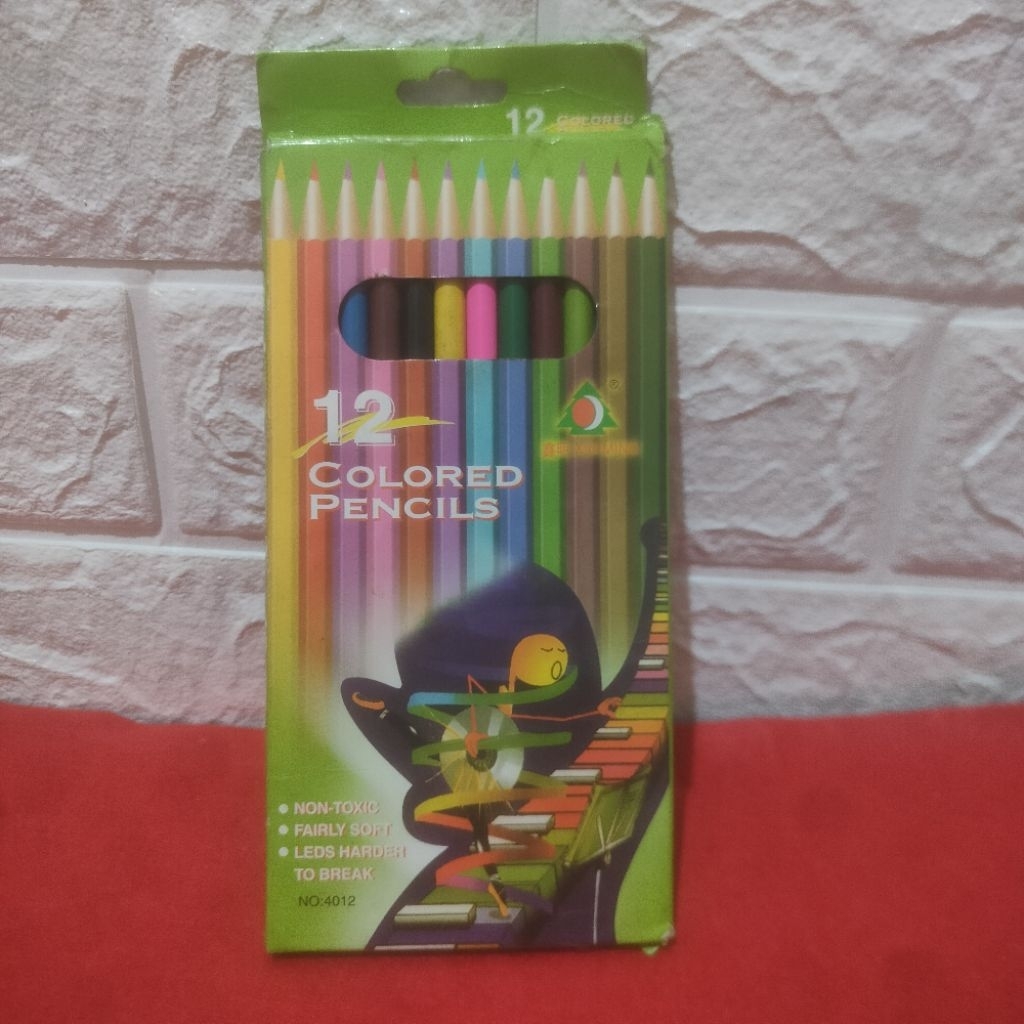 12 COLORED
12
COLORED
PENCILS
®
• NON-TOXIC
• FAIRLY SOFT
• LEDS HARDER
TO BREAK
NO:4012